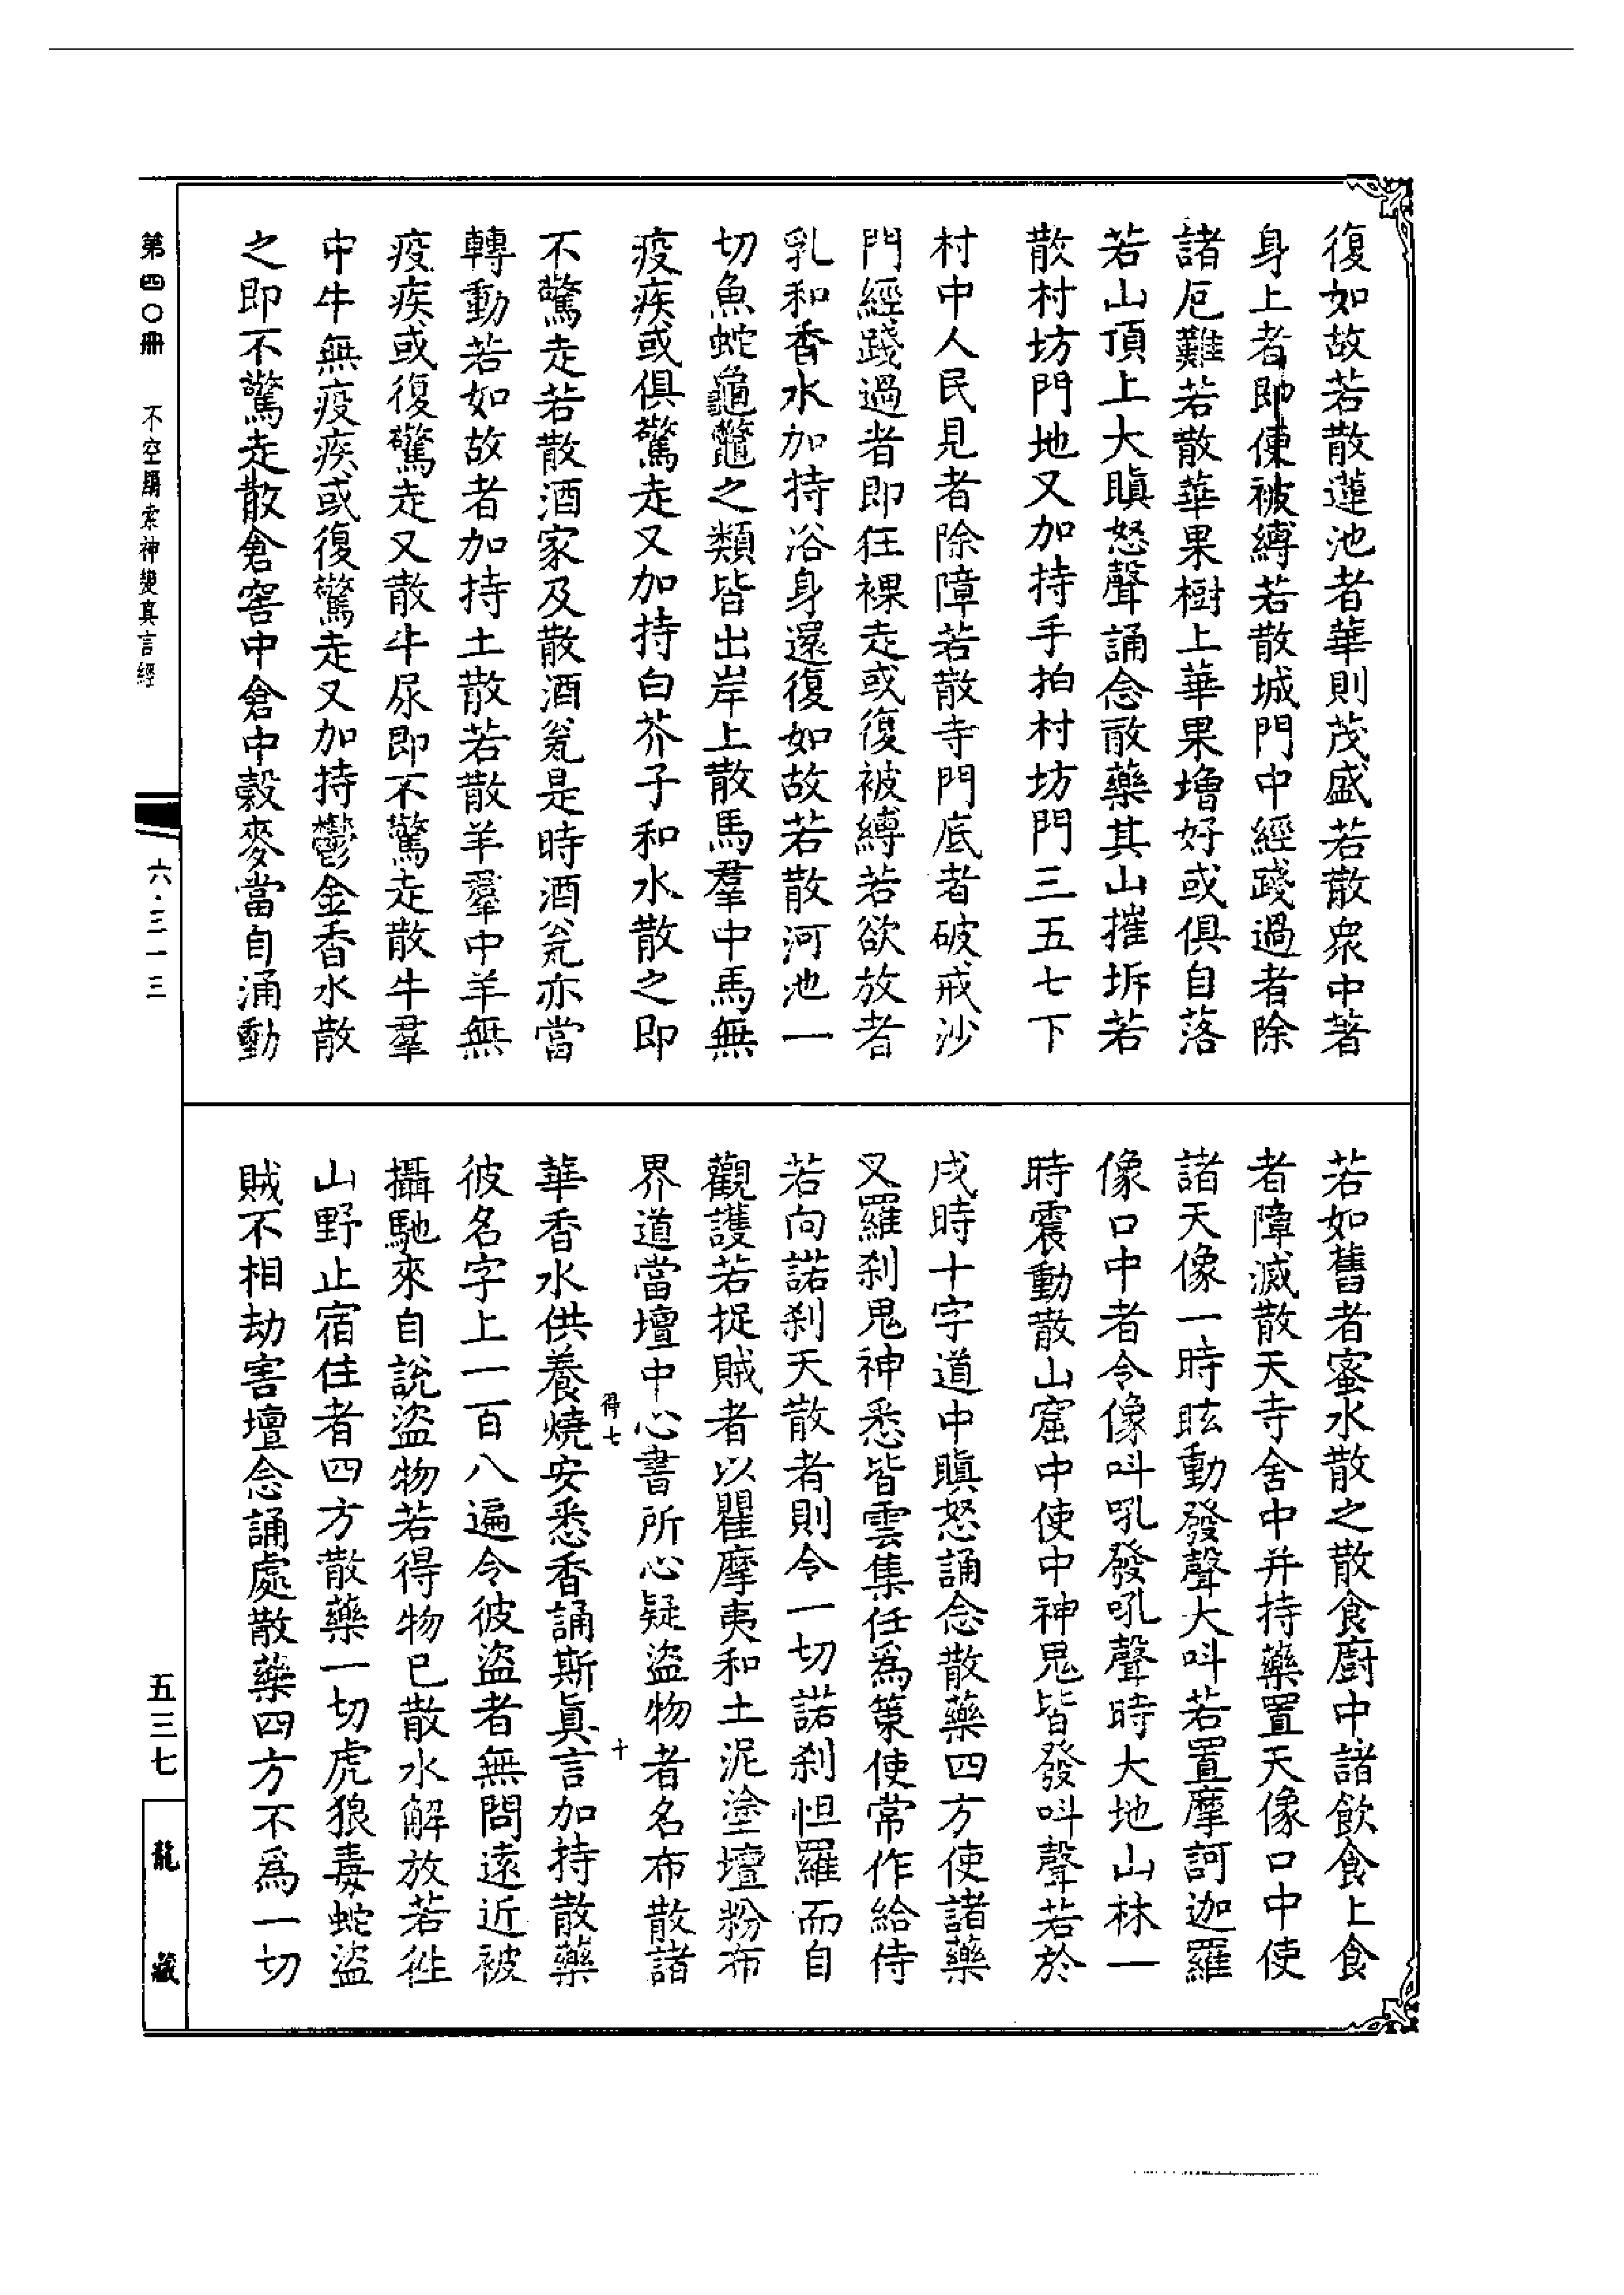 復如故若散蓮池者華則茂盛若散衆中著
身上者即便被縛若散城門中經踐過者除
諸厄難若散華果樹上華果增好或俱自落
若山頂上大瞋怒聲誦念散藥其山摧坼若
散村坊門地又加持手拍村坊門三五七下
村中人民見者除障若散寺門底者破戒沙
門經踐過者即狂裸走或復被縛若欲放者
乳和香水加持浴身還復如故若散河池一
切魚蛇龜鼈之類皆出岸上散馬羣中馬無
疫疾或俱驚走又加持白芥子和水散之即
不驚走若散酒家及散酒瓮是時酒瓮亦當
轉動若如故者加持土散若散羊羣中羊無
疫疾或復驚走又散牛尿即不驚走散牛羣
中牛無疫疾或復驚走又加持鬱金香水散
之即不驚走散倉窖中倉中穀麥當自涌動
若如舊者蜜水散之散食廚中諸飲食上食
者障滅散天寺舍中并持藥置天像口中使
諸天像一時眩動發聲大叫若置摩訶迦羅
像口中者令像叫吼發吼聲時大地山林一
時震動散山窟中使中神鬼皆發叫聲若於
戌時十字道中瞋怒誦念散藥四方使諸藥
叉羅刹鬼神悉皆雲集任為策使常作給侍
若向諾刹天散者則令一切諾刹怛羅而自
觀護若捉賊者以瞿摩夷和土泥塗壇粉布
界道當壇中心書所心疑盜物者名布散諸
華香水供養燒安悉香誦斯眞言加持散藥
彼名字上一百八遍令彼盜者無問遠近被
攝馳來自說盜物若得物已散水解放若徃
山野止宿住者四方散藥一切虎狼毒蛇盜
賊不相劫害壇念誦處散藥四方不爲一切
得七
十
第四〇冊 不空羂索神變真言經
六·三一三
五三七
龍藏